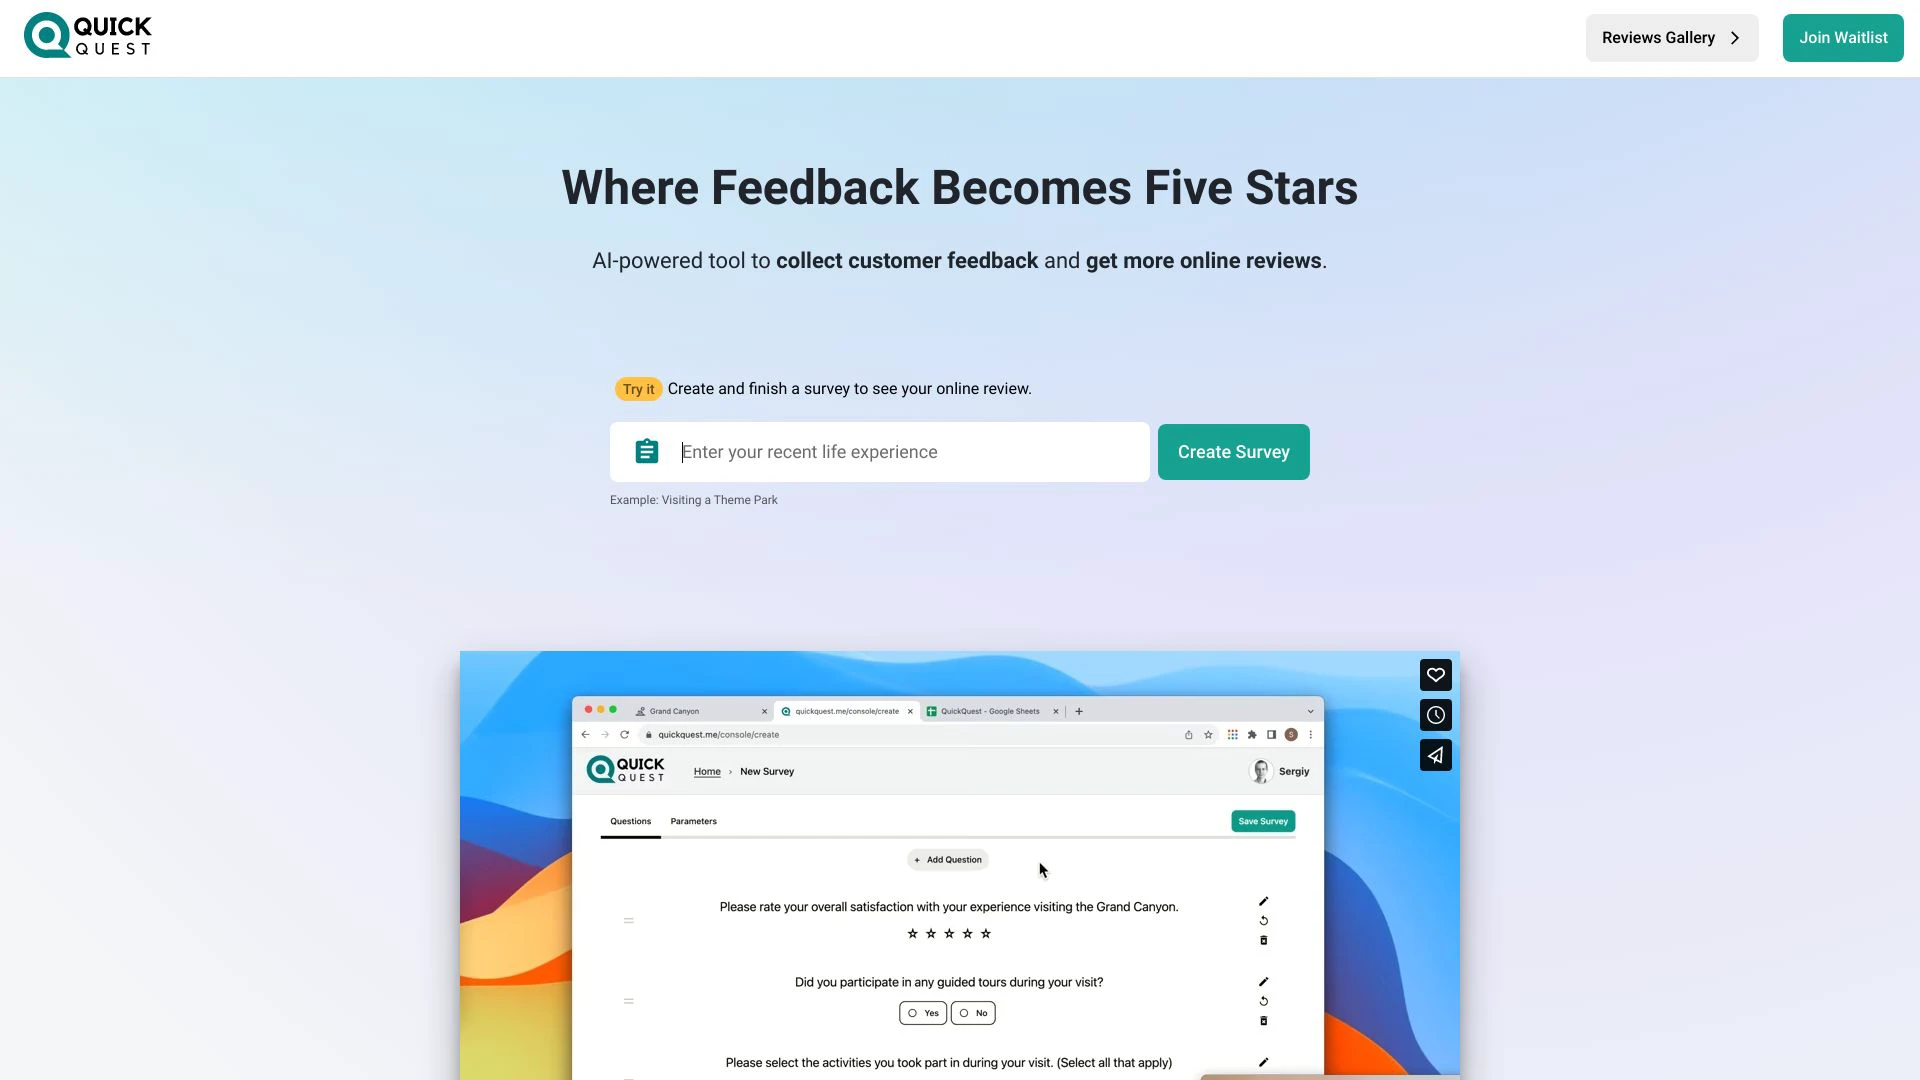 QUICK
QUEST
Reviews Gallery
Join Waitlist
Where Feedback Becomes Five Stars
AI-powered tool to collect customer feedback and get more online reviews.
Try it Create and finish a survey to see your online review.
Enter your recent life experience
Create Survey
Example: Visiting a Theme Park
Grand Canyon
quickquest.me/console/create
QuickQuest - Google Sheets
quickquest.me/console/create
S
QUICK
QUEST
Home › New Survey
Sergiy
Questions
Parameters
Save Survey
+ Add Question
Please rate your overall satisfaction with your experience visiting the Grand Canyon.
Did you participate in any guided tours during your visit?
Yes
No
Please select the activities you took part in during your visit. (Select all that apply)